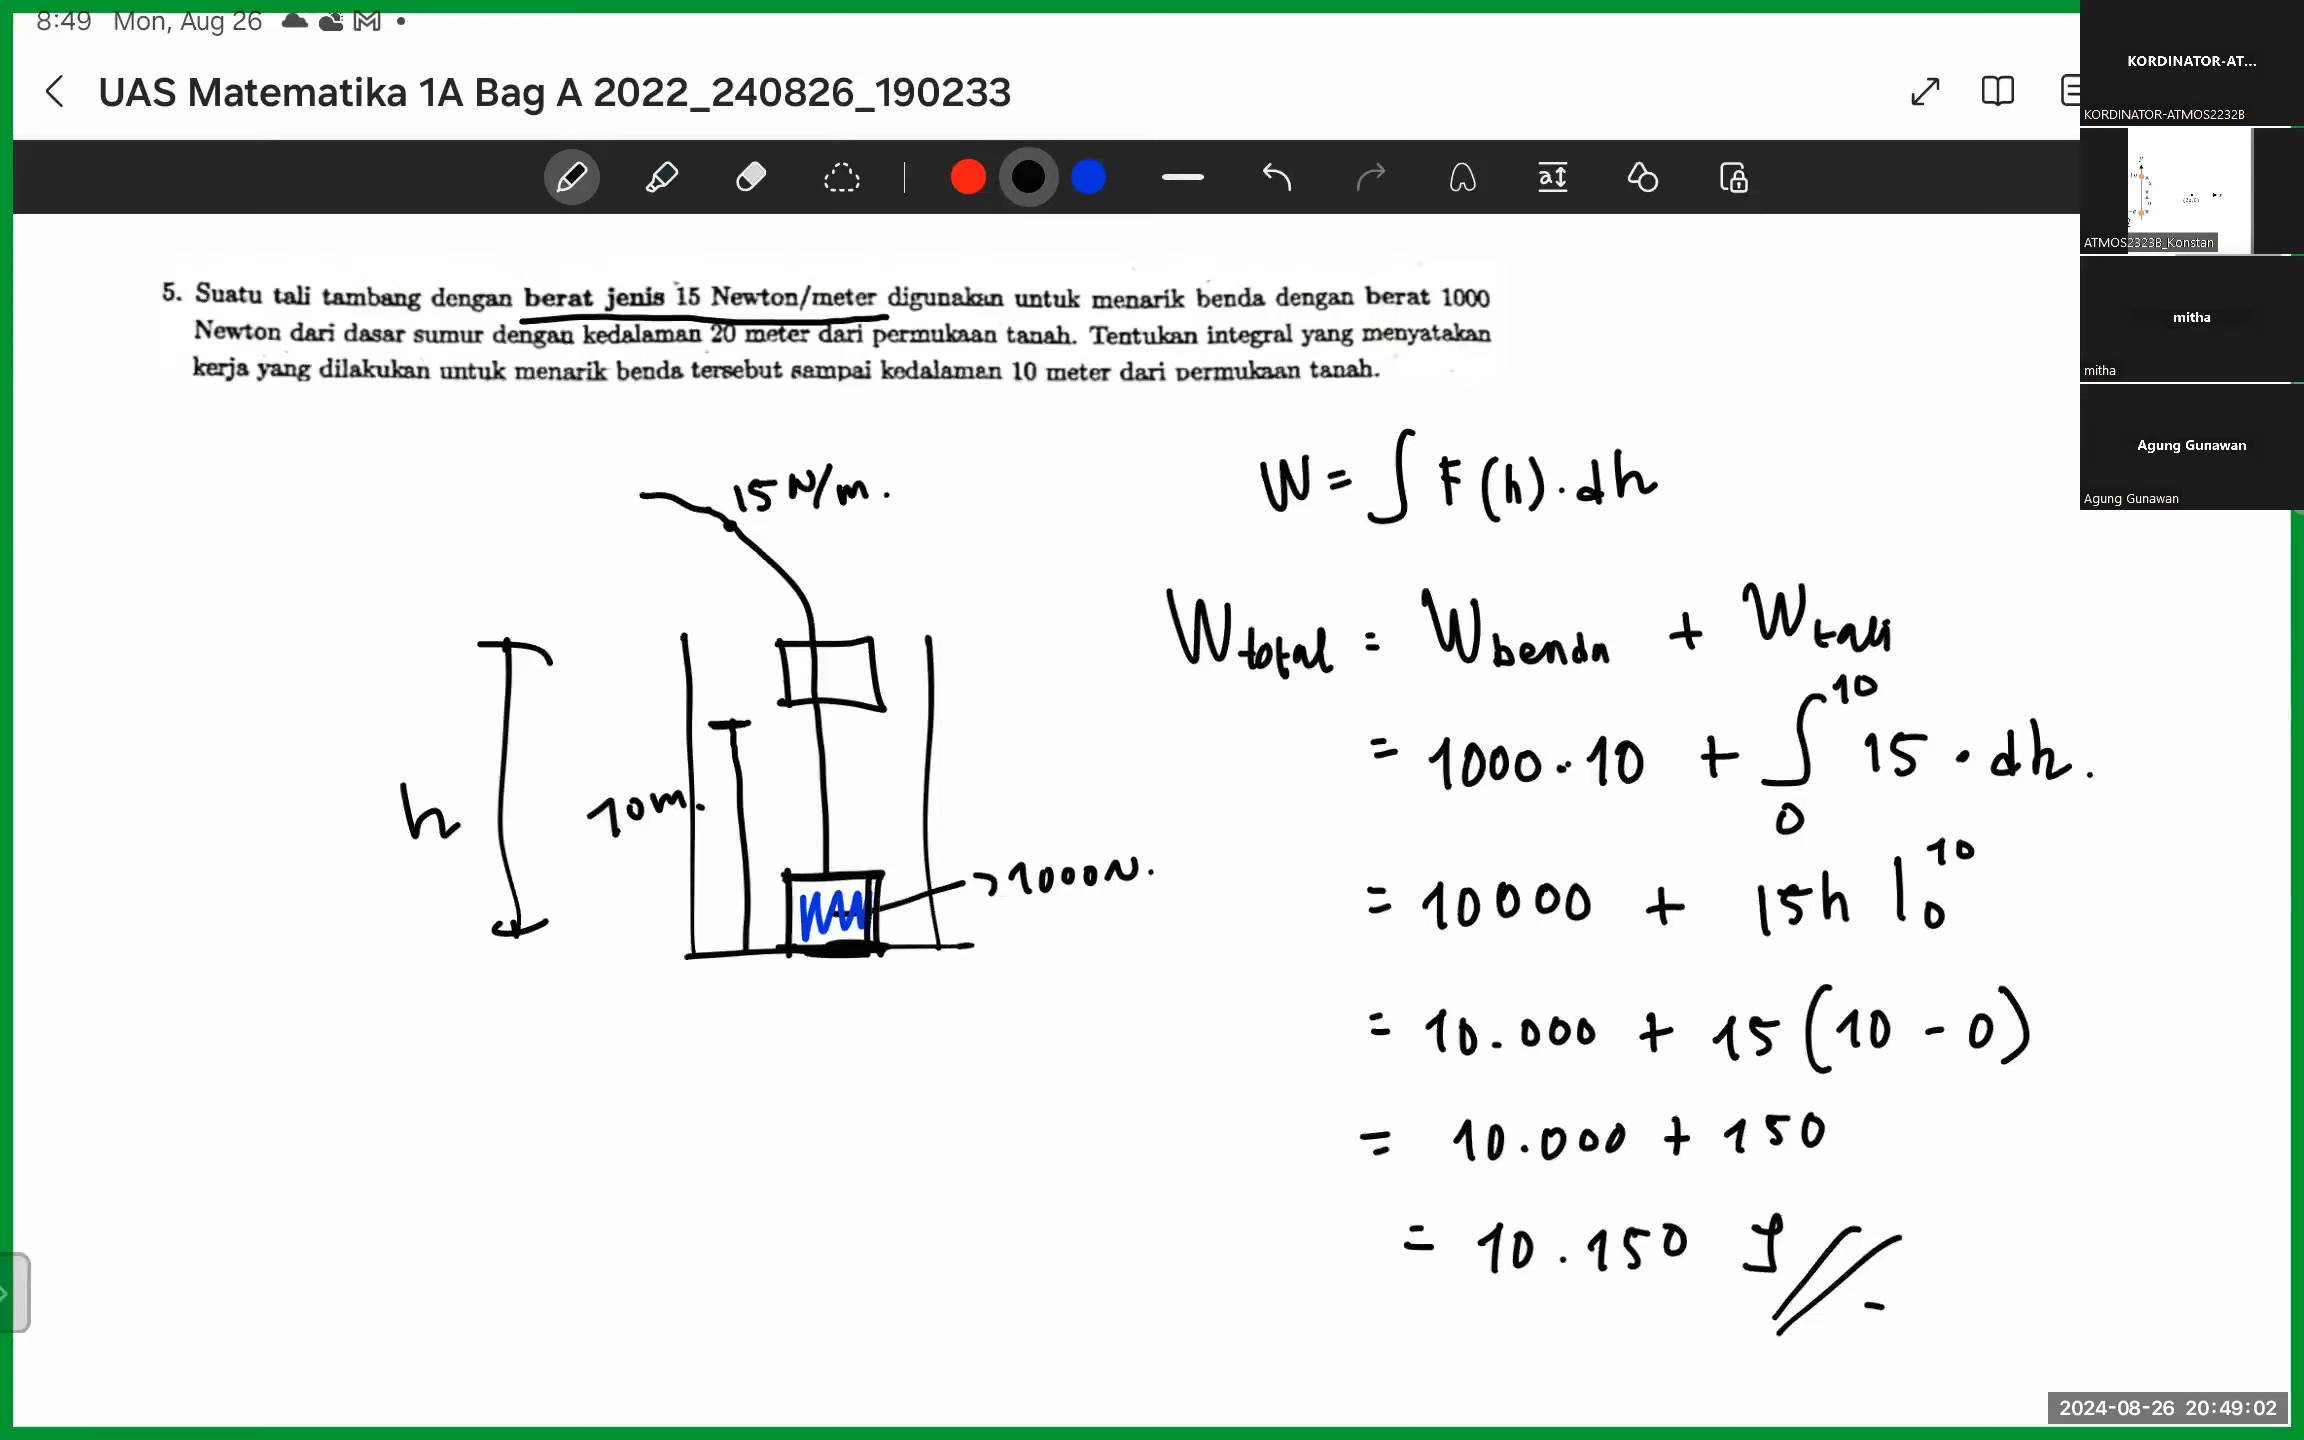 8:49 Mon, Aug 26
UAS Matematika 1A Bag A 2022_240826_190233
KORDINATOR-AT...
KORDINATOR-ATMOS2232B
ATMOS2323B_Konstan
mitha
mitha
Agung Gunawan
Agung Gunawan
5. Suatu tali tambang dengan berat jenis 15 Newton/meter digunakan untuk menarik benda dengan berat 1000
Newton dari dasar sumur dengan kedalaman 20 meter dari permukaan tanah. Tentukan integral yang menyatakan
kerja yang dilakukan untuk menarik benda tersebut sampai kedalaman 10 meter dari permukaan tanah.
15 N/m.
h
10m.
1000N.
W = ∫ F(h). dh
W total = W benda + W tali
= 1000.10 + ∫₀¹⁰ 15 . dh.
= 10000 + 15h |₀¹⁰
= 10.000 + 15 (10 - 0)
= 10.000 + 150
= 10.150 J
2024-08-26 20:49:02